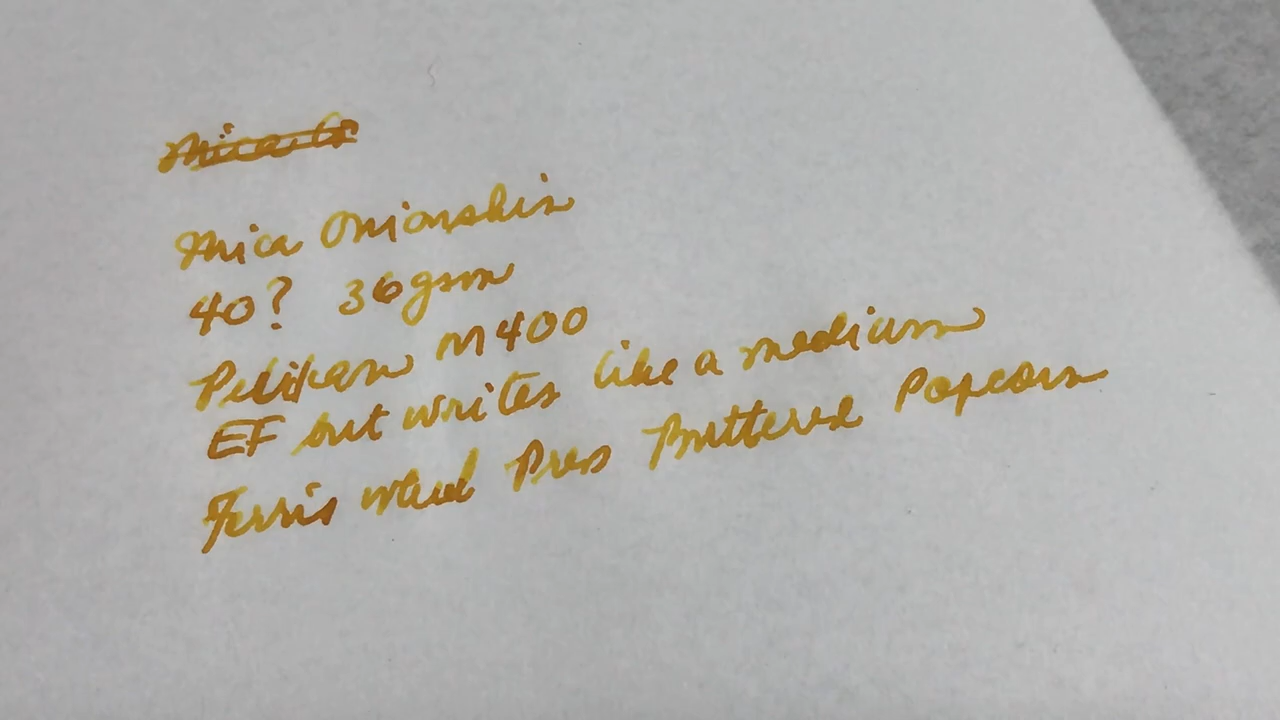 Mica Onionskin
40? 36gsm
Pelikan M400
EF but writes like a medium
Ferris Wheel Press Buttered Popcorn